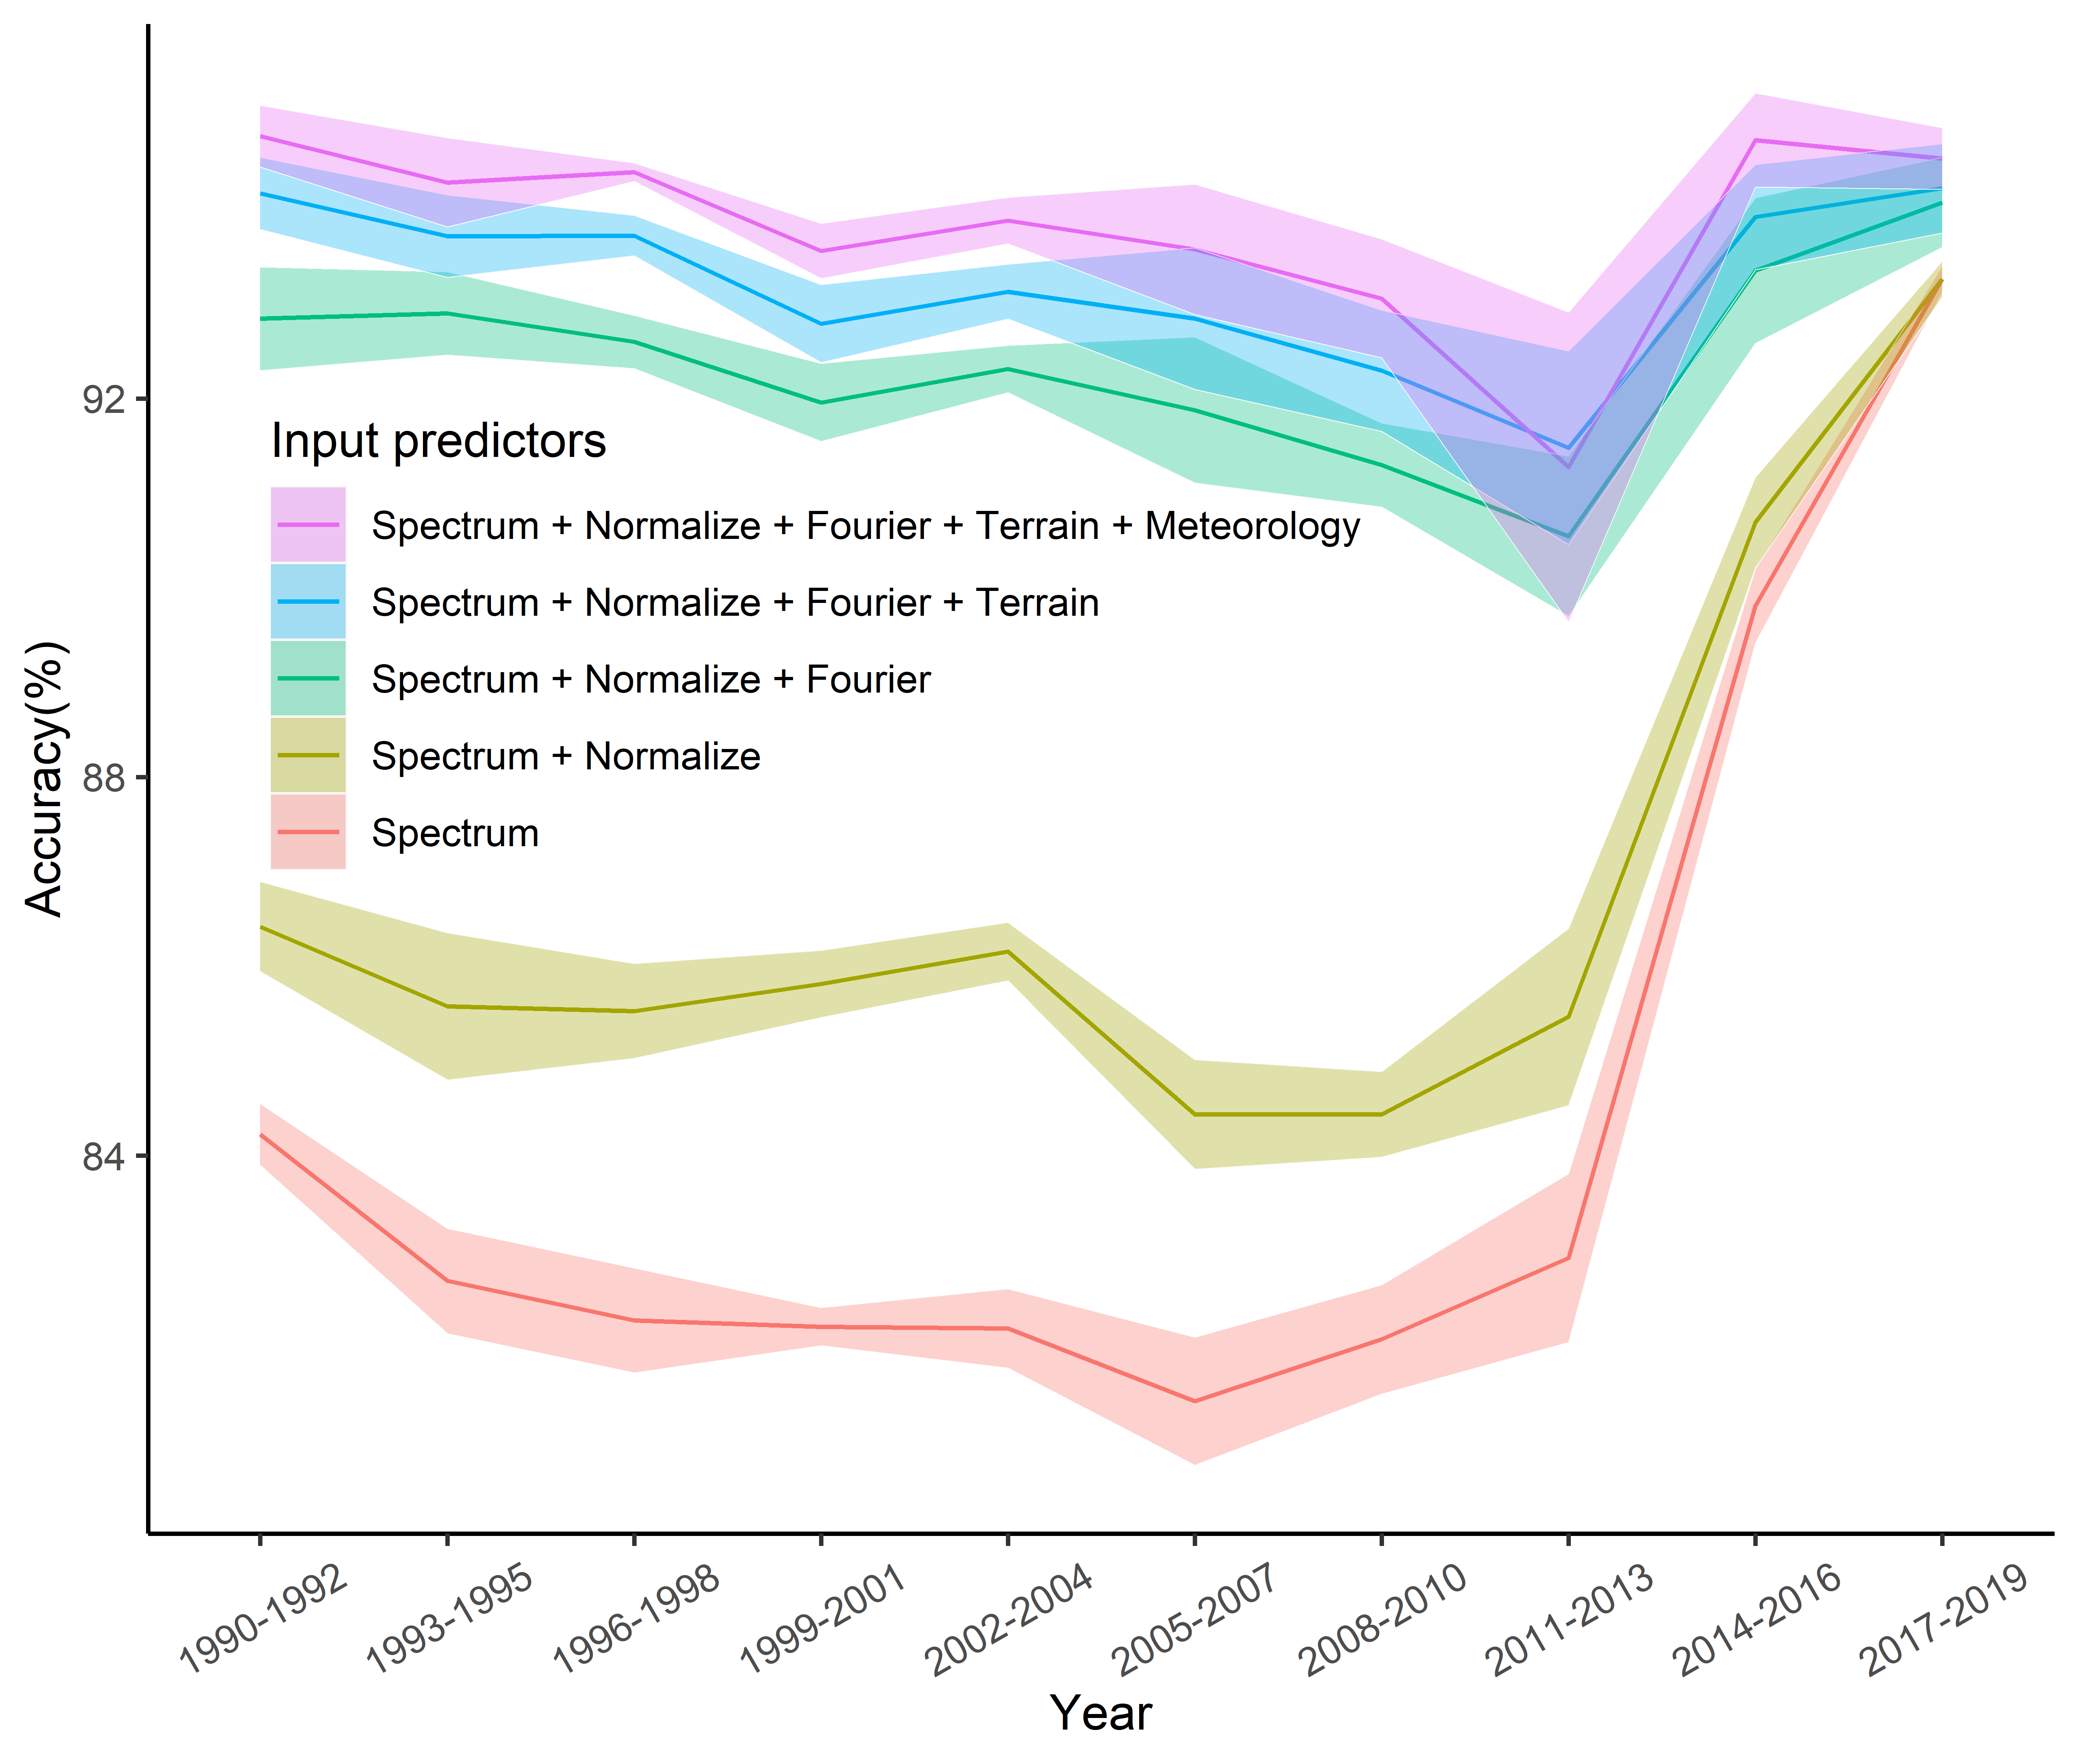 92
88
84
Accuracy(%)
Input predictors
Spectrum + Normalize + Fourier + Terrain + Meteorology
Spectrum + Normalize + Fourier + Terrain
Spectrum + Normalize + Fourier
Spectrum + Normalize
Spectrum
1990-1992
1993-1995
1996-1998
1999-2001
2002-2004
2005-2007
2008-2010
2011-2013
2014-2016
2017-2019
Year